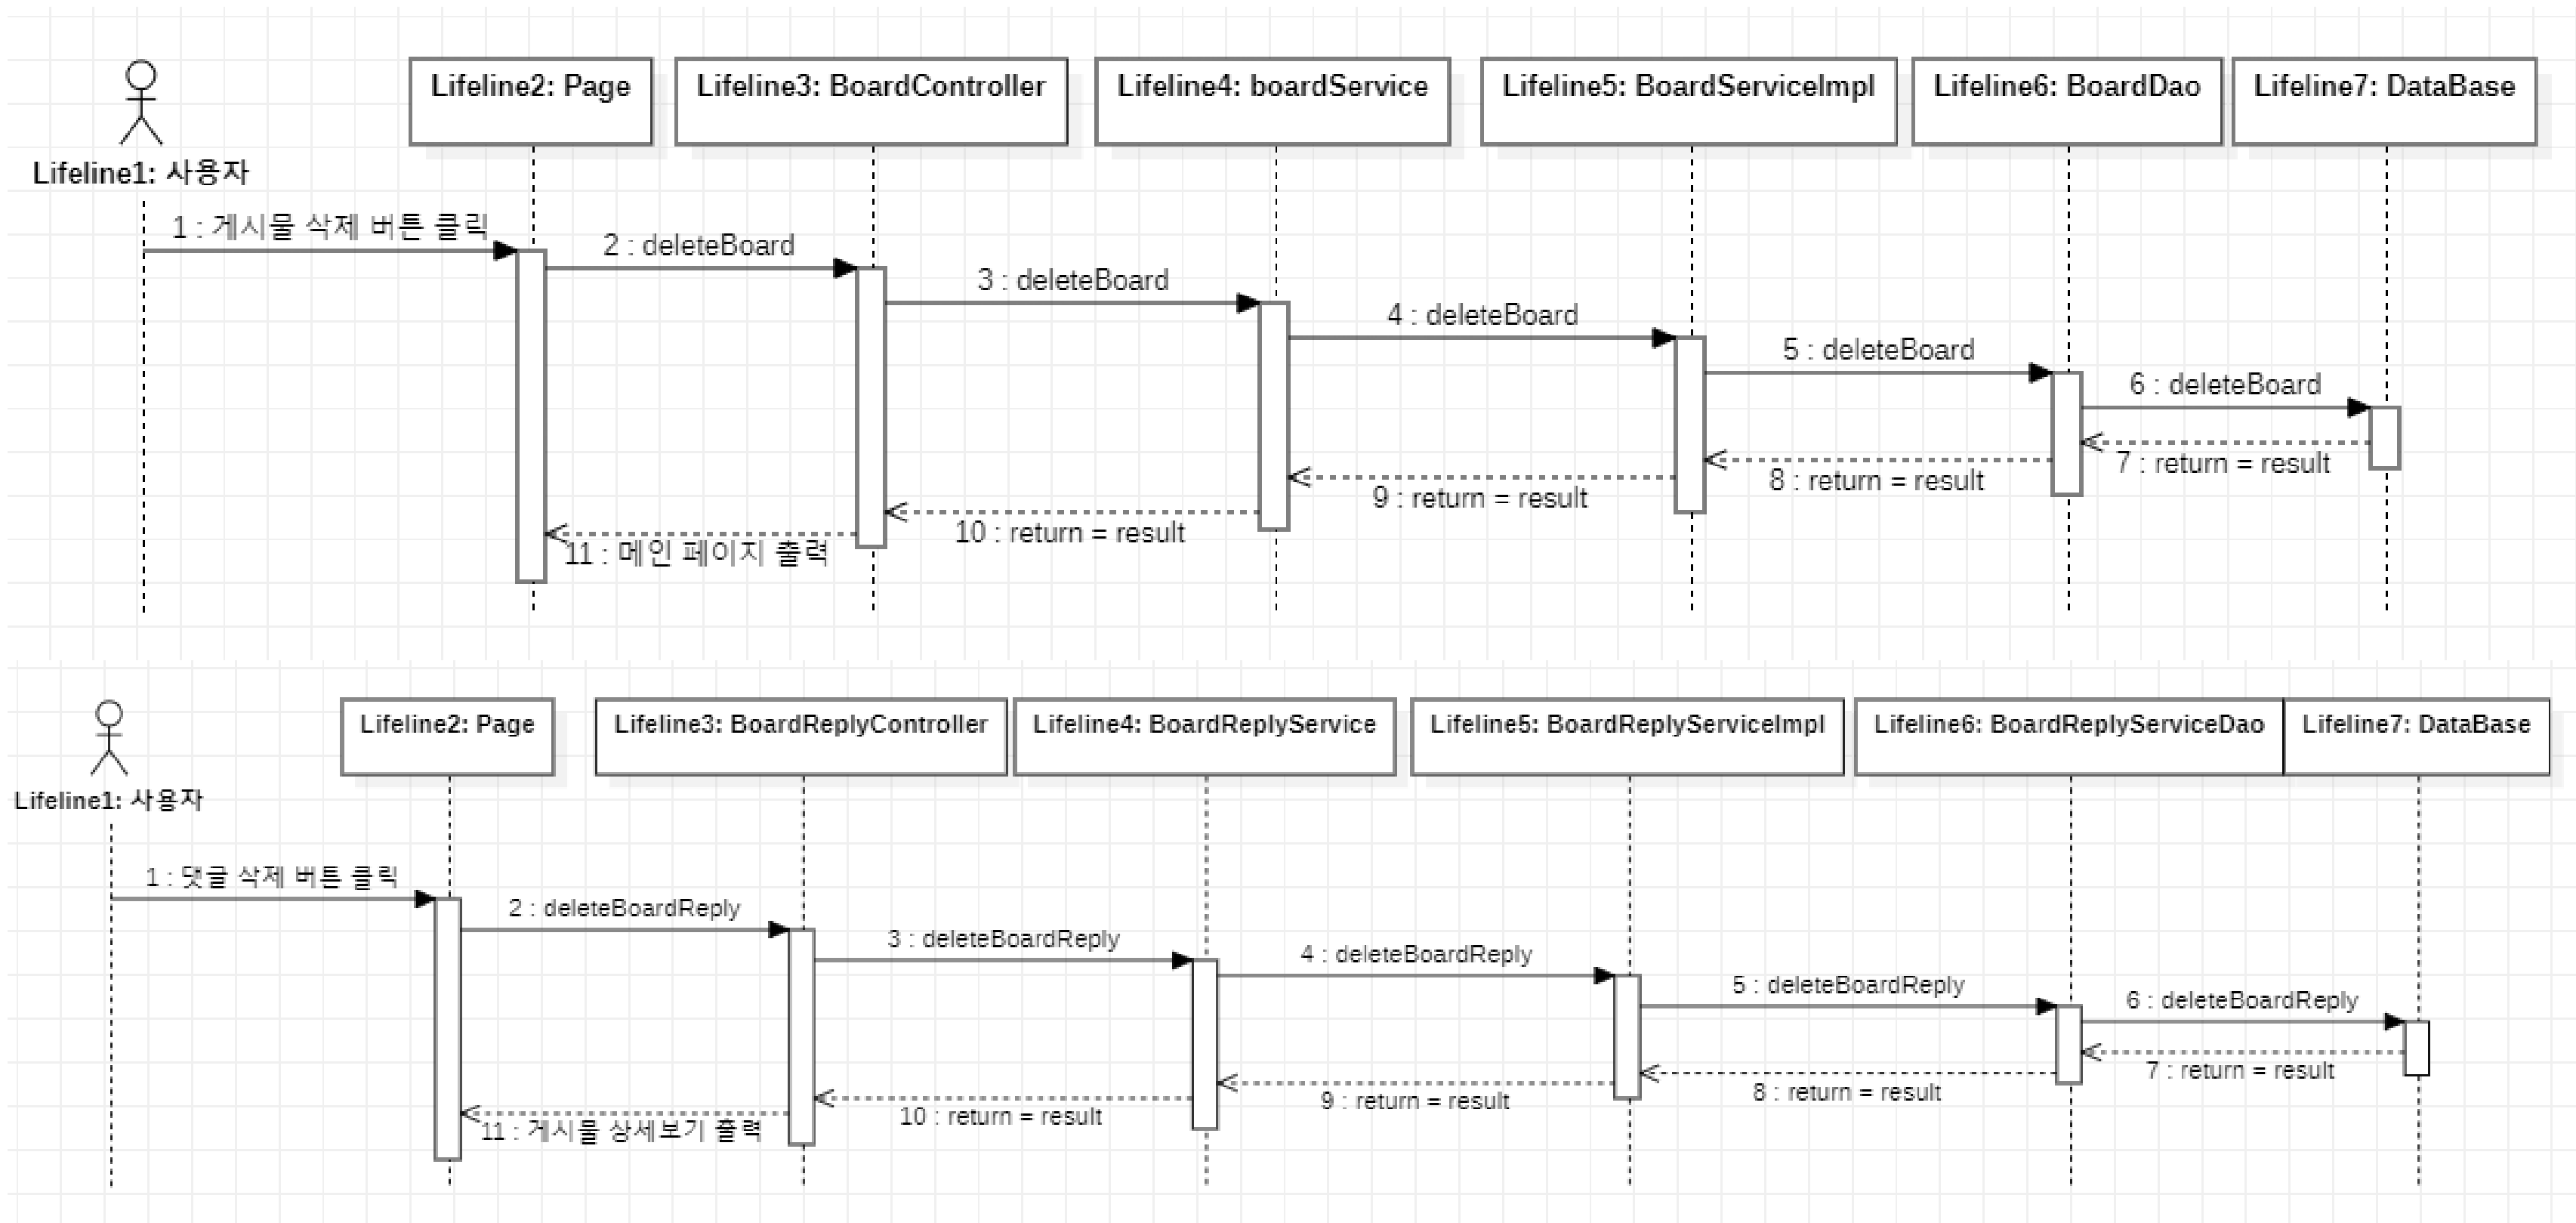 Lifeline1: 사용자
Lifeline2: Page
Lifeline3: BoardController
Lifeline4: boardService
Lifeline5: BoardServiceImpl
Lifeline6: BoardDao
Lifeline7: DataBase
1 : 게시물 삭제 버튼 클릭
2 : deleteBoard
3 : deleteBoard
4 : deleteBoard
5 : deleteBoard
6 : deleteBoard
7 : return = result
8 : return = result
9 : return = result
10 : return = result
11 : 메인 페이지 출력
Lifeline1: 사용자
Lifeline2: Page
Lifeline3: BoardReplyController
Lifeline4: BoardReplyService
Lifeline5: BoardReplyServiceImpl
Lifeline6: BoardReplyServiceDao
Lifeline7: DataBase
1 : 댓글 삭제 버튼 클릭
2 : deleteBoardReply
3 : deleteBoardReply
4 : deleteBoardReply
5 : deleteBoardReply
6 : deleteBoardReply
7 : return = result
8 : return = result
9 : return = result
10 : return = result
11 : 게시물 상세보기 출력